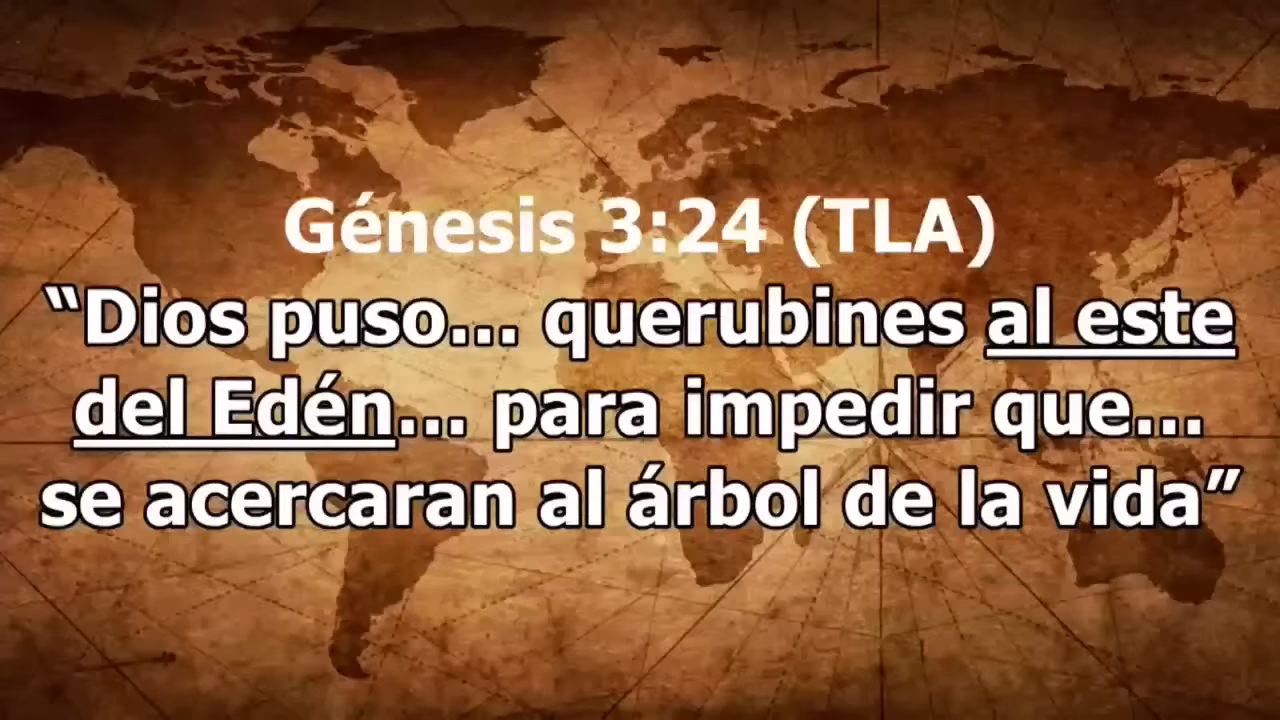 Génesis 3:24 (TLA)
“Dios puso... querubines al este
del Edén... para impedir que...
se acercaran al árbol de la vida”